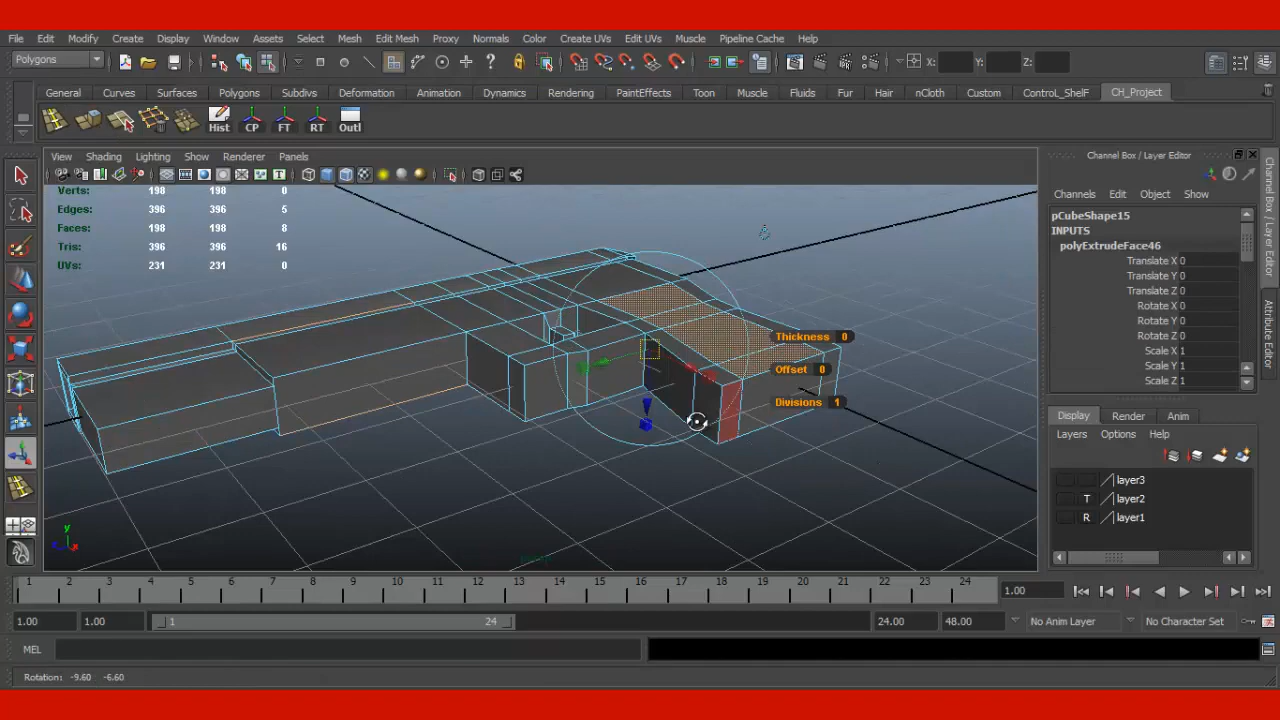 File Edit Modify Create Display Window Assets Select Mesh Edit Mesh Proxy Normals Color Create UVs Edit UVs Muscle Pipeline Cache Help
Polygons X: Y: Z:
General Curves Surfaces Polygons Subdivs Deformation Animation Dynamics Rendering PaintEffects Toon Muscle Fluids Fur Hair nCloth Custom ControL_ShelF CH_Project
Hist CP FT RT Outl
View Shading Lighting Show Renderer Panels
Channel Box / Layer Editor
Verts: 198 198 0
Edges: 396 396 5
Faces: 198 198 8
Tris: 396 396 16
UVs: 231 231 0
Channels Edit Object Show
pCubeShape15
INPUTS
polyExtrudeFace46
Translate X 0
Translate Y 0
Translate Z 0
Rotate X 0
Rotate Y 0
Rotate Z 0
Scale X 1
Scale Y 1
Scale Z 1
Thickness 0
Offset 0
Divisions 1
Channel Box / Layer Editor
Attribute Editor
Display Render Anim
Layers Options Help
layer3
T layer2
R layer1
y
z x
persp
1 2 3 4 5 6 7 8 9 10 11 12 13 14 15 16 17 18 19 20 21 22 23 24 1.00
1.00 1.00 1 24 24.00 48.00 No Anim Layer No Character Set
MEL
Rotation: -9.60 -6.60